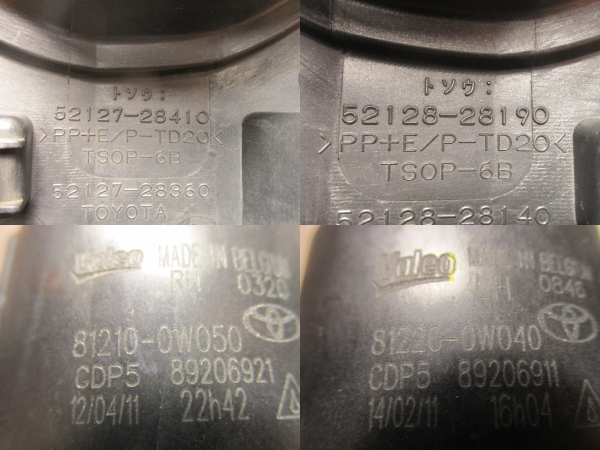 トソウ:
52127-28410
>PP+E/P-TD20<
TSOP-6B
52127-28360
TOYOTA
トソウ:
52128-28190
>PP+E/P-TD20<
TSOP-6B
52128-28140
Valeo MADE IN BELGIUM
RH 0320
81210-0W050
CDP5 89206921
12/04/11 22h42
Valeo MADE IN BELGIUM
LH 0848
81220-0W040
CDP5 89206911
14/02/11 16h04